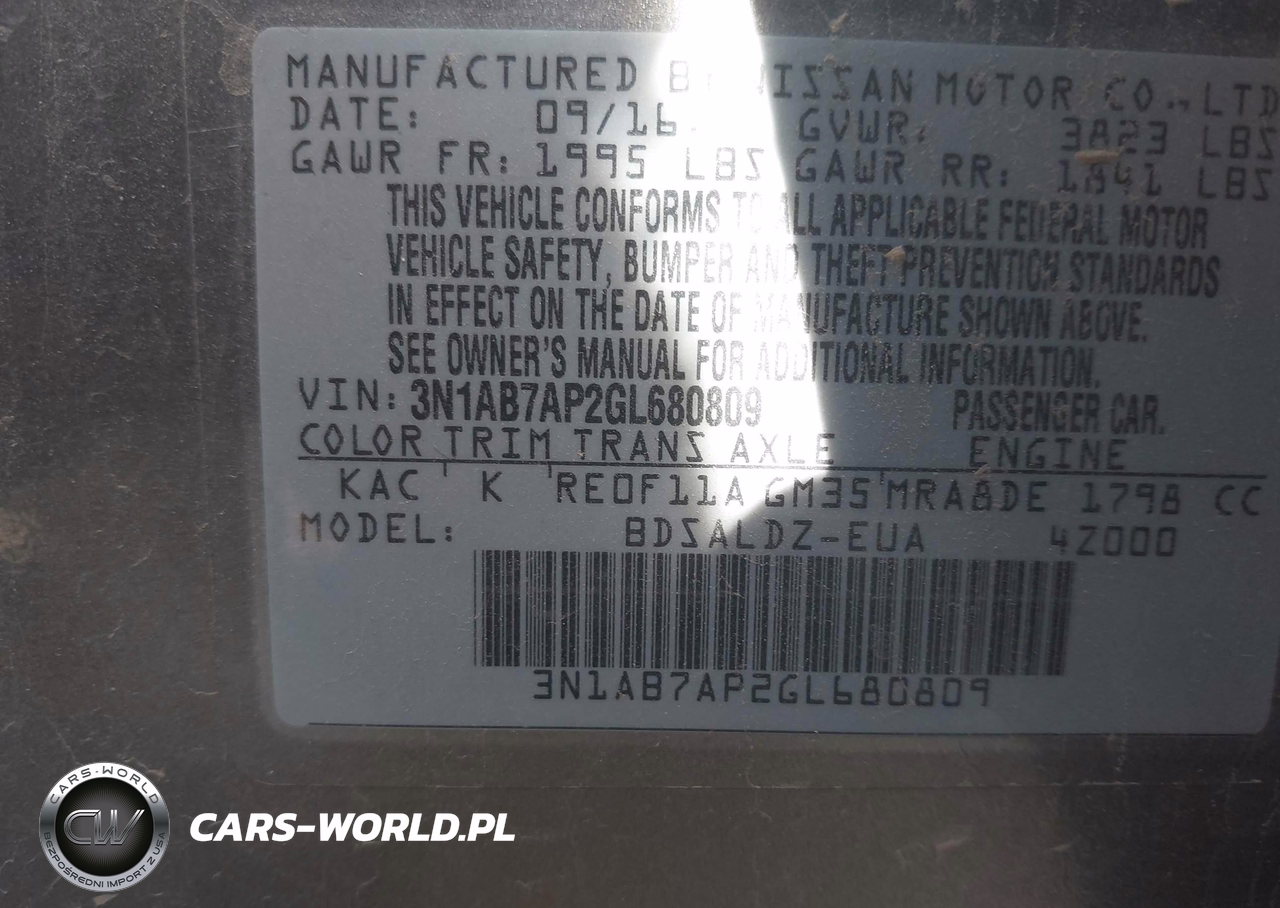 MANUFACTURED BY NISSAN MOTOR CO., LTD
DATE: 09/16 GVWR: 3823 LBS
GAWR FR: 1995 LBS GAWR RR: 1841 LBS
THIS VEHICLE CONFORMS TO ALL APPLICABLE FEDERAL MOTOR
VEHICLE SAFETY, BUMPER AND THEFT PREVENTION STANDARDS
IN EFFECT ON THE DATE OF MANUFACTURE SHOWN ABOVE.
SEE OWNER'S MANUAL FOR ADDITIONAL INFORMATION.
VIN: 3N1AB7AP2GL680809 PASSENGER CAR.
COLOR TRIM TRANS AXLE ENGINE
KAC K RE0F11A GM35 MRA8DE 1798 CC
MODEL: BDSALDZ-EUA 4Z000
3N1AB7AP2GL680809
CARS-WORLD
CW
BEZPOŚREDNI IMPORT Z USA
CARS-WORLD.PL